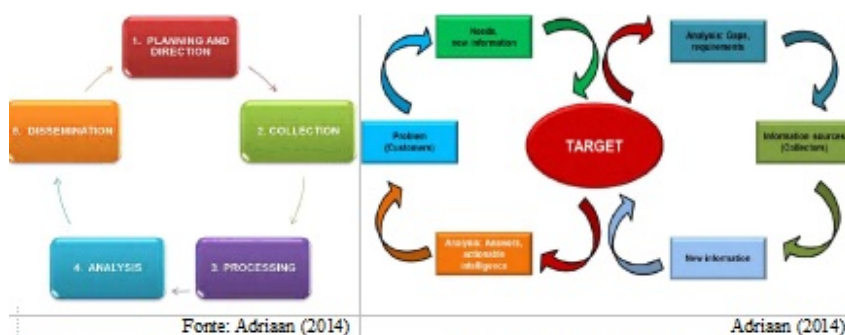 1. PLANNING AND
DIRECTION
2. COLLECTION
3. PROCESSING
4. ANALYSIS
DISSEMINATION
Needs,
new information
Analysis: Gaps,
requirements
Problem
(Customers)
TARGET
Information sources
(Collectors)
Analysis: Answers,
actionable
intelligence
New information
Fonte: Adriaan (2014)
Adriaan (2014)